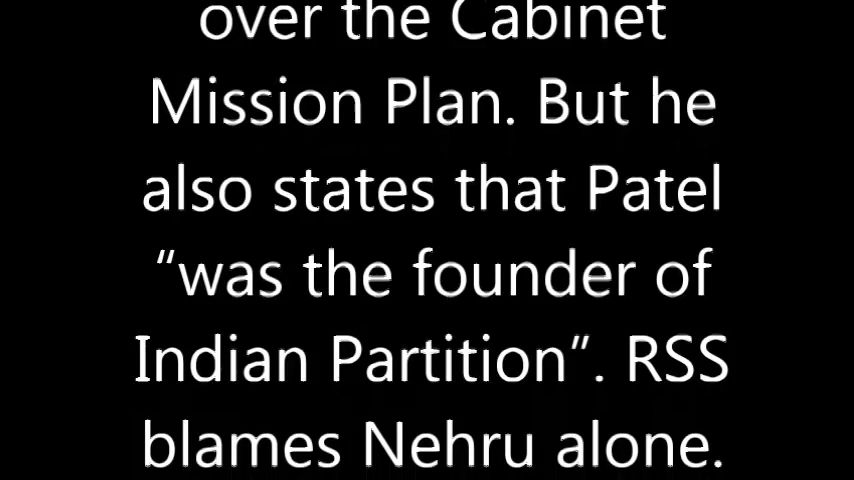 over the Cabinet
Mission Plan. But he
also states that Patel
“was the founder of
Indian Partition”. RSS
blames Nehru alone.